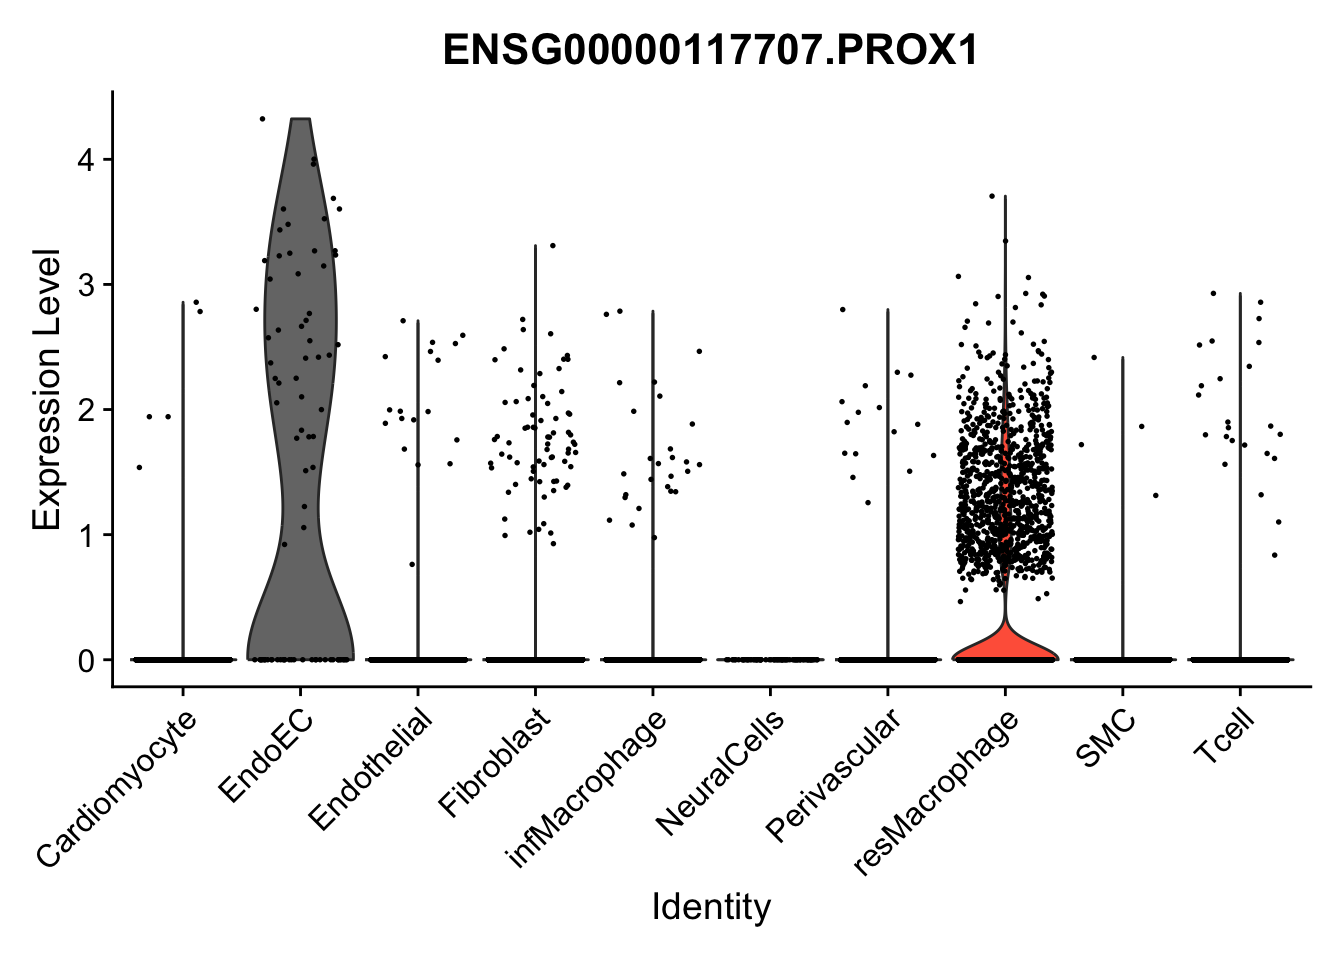 ENSG00000117707.PROX1
Expression Level
4
3
2
1
0
Cardiomyocyte
EndoEC
Endothelial
Fibroblast
infMacrophage
NeuralCells
Perivascular
resMacrophage
SMC
Tcell
Identity